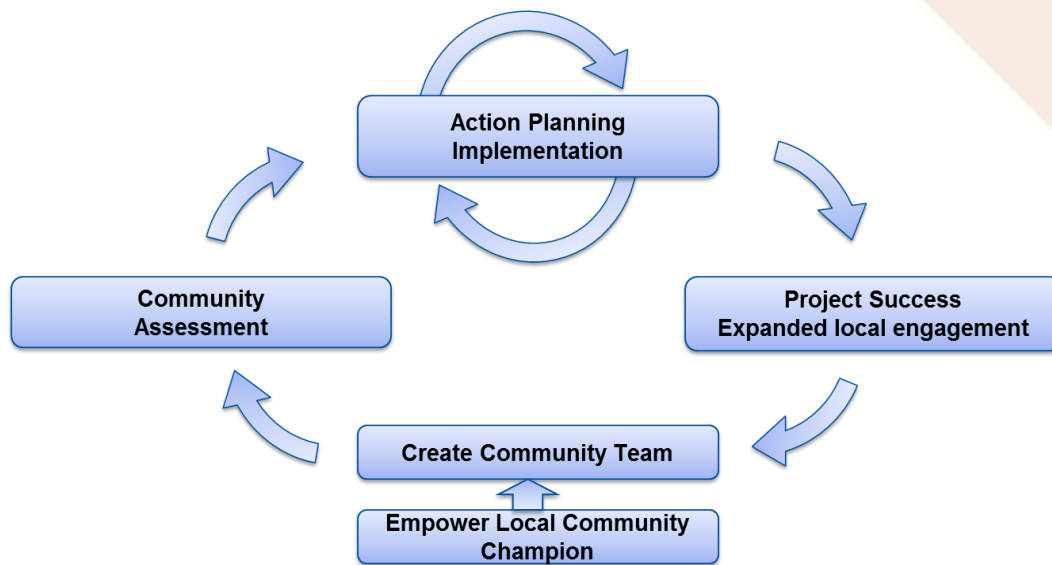 Action Planning
Implementation
Community
Assessment
Project Success
Expanded local engagement
Create Community Team
Empower Local Community
Champion